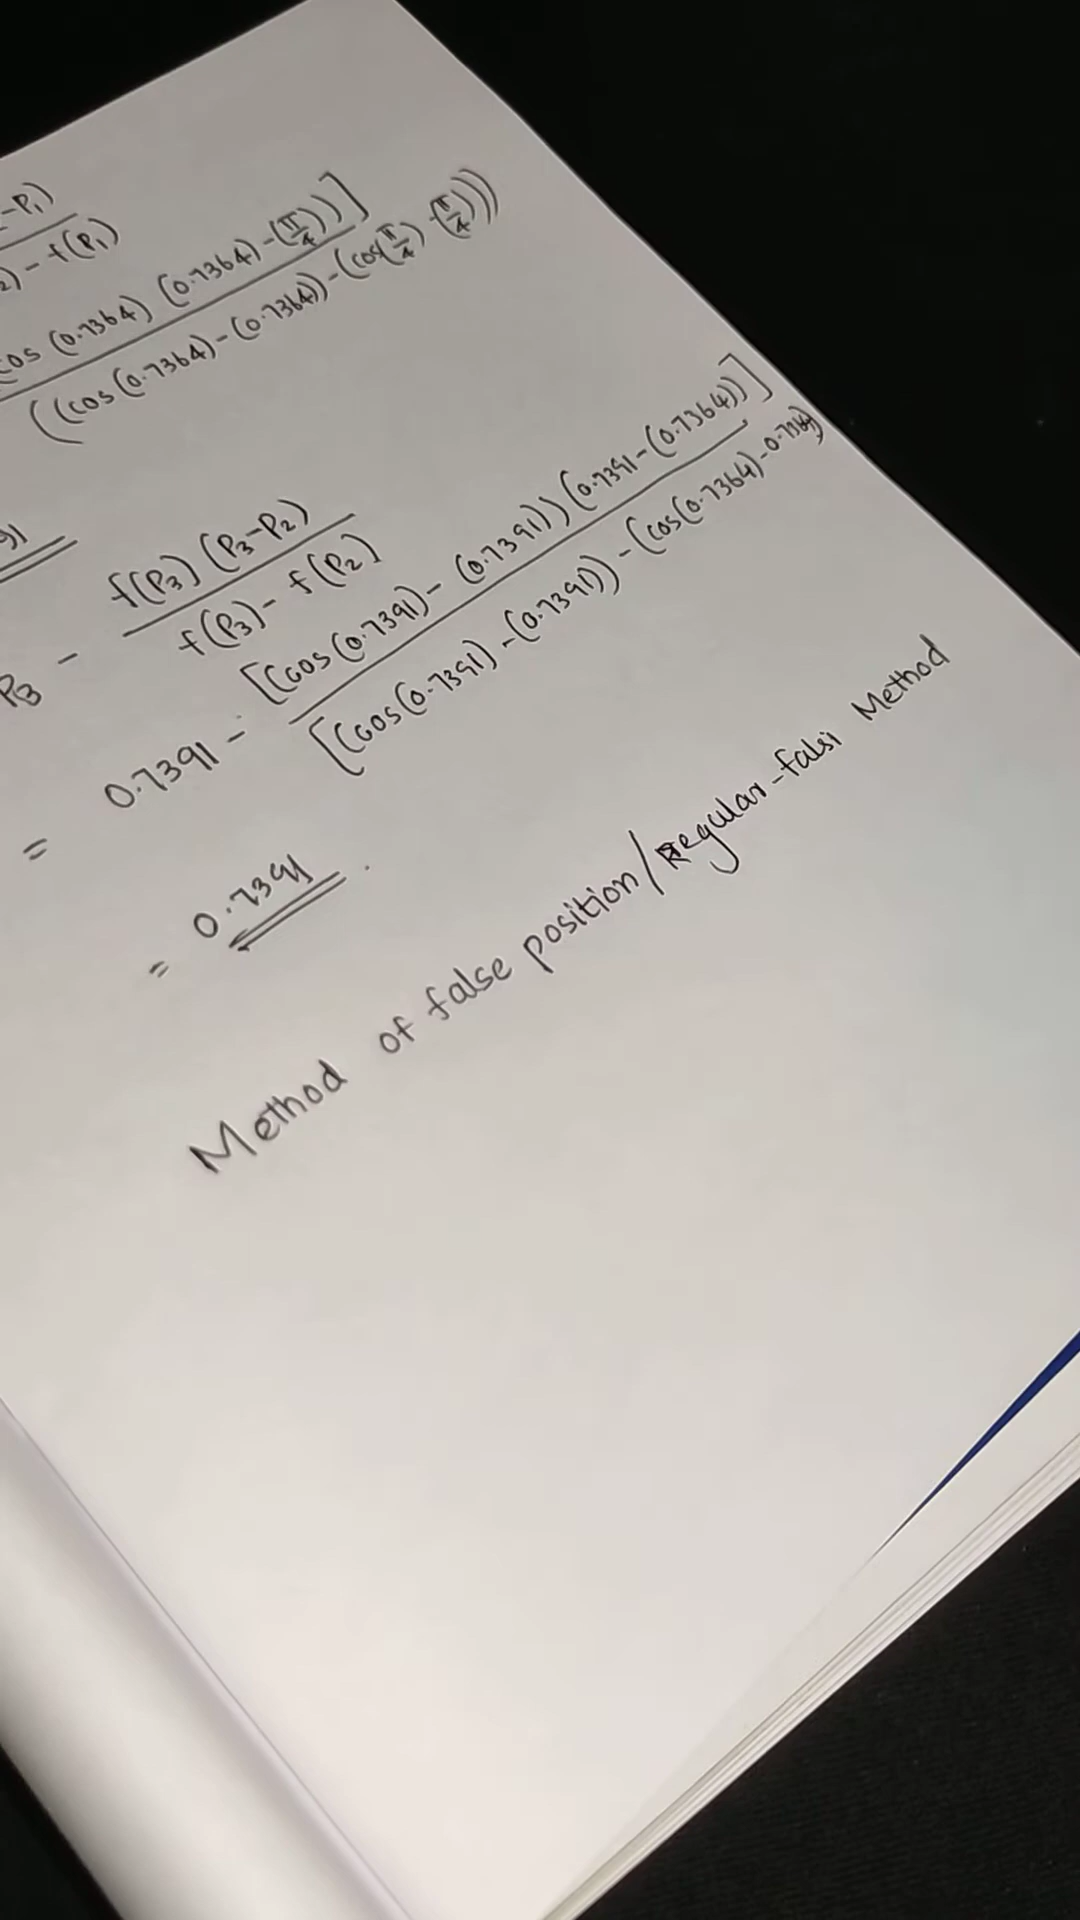 -P₁)
₂) - f(P₁)
cos (0.7364) (0.7364) - (π/4))]
((cos (0.7364) - (0.7364)) - (cos(π/4) - (π/4)))
91
P₃ - f(P₃) (P₃-P₂)
f(P₃) - f(P₂)
= 0.7391 - [(cos (0.7391) - (0.7391)) (0.7391 - (0.7364))]
[(cos (0.7391) - (0.7391)) - (cos(0.7364) - 0.7364)
= 0.7391.
Method of false position/Regular-falsi Method